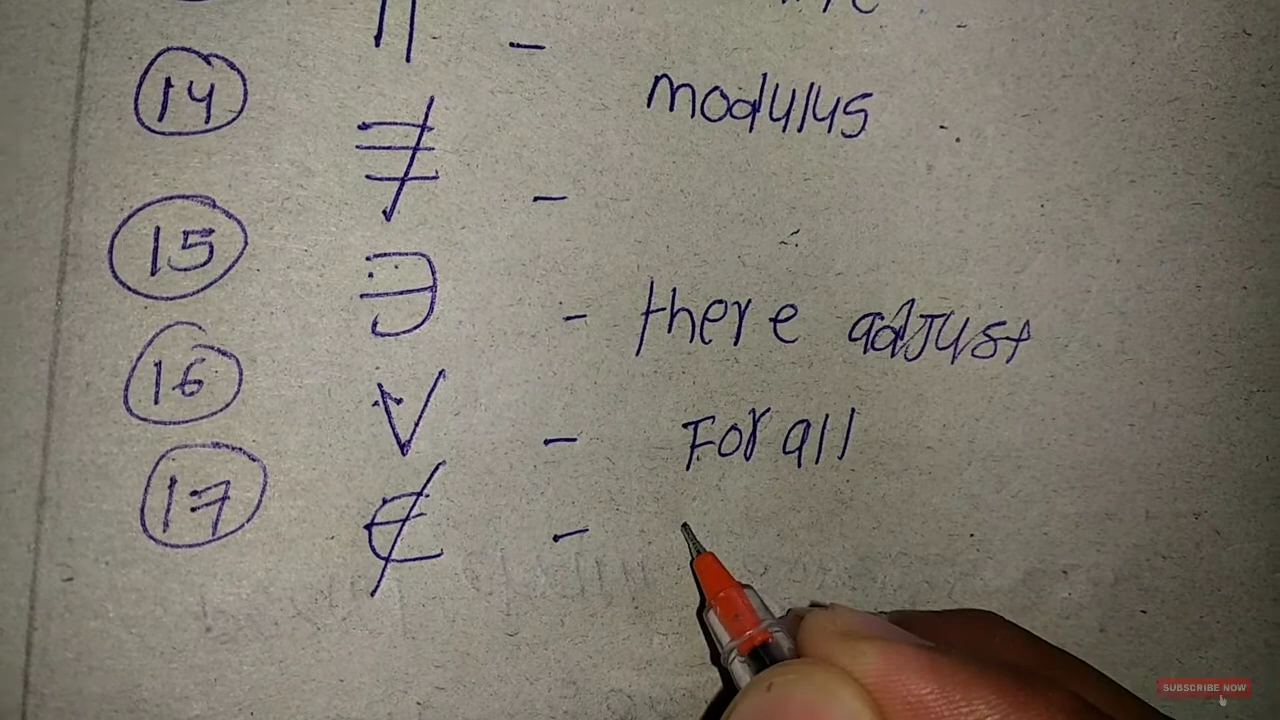 || -
14 modulus
≢ -
15 ∃ - there adjust
16 ∀ - For all
17 ∉ -
SUBSCRIBE NOW